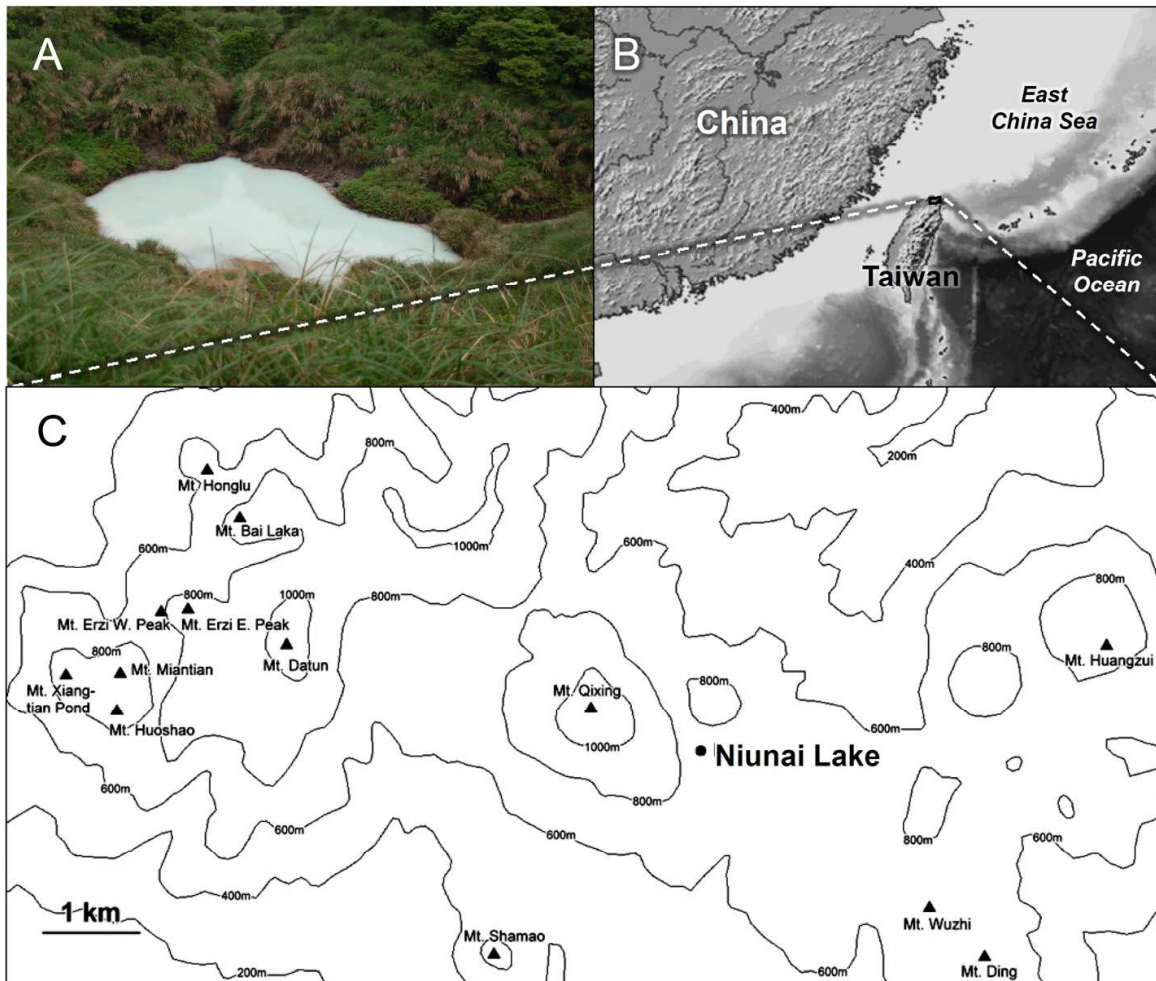 A
B
China
East
China Sea
Taiwan
Pacific
Ocean
C
400m
800m
200m
Mt. Honglu
Mt. Bai Laka
1000m
600m
600m
400m
800m
1000m
800m
800m
Mt. Erzi W. Peak
Mt. Erzi E. Peak
800m
Mt. Datun
800m
Mt. Huangzui
Mt. Miantian
Mt. Xiang-
tian Pond
Mt. Qixing
800m
Mt. Huoshao
600m
1000m
Niunai Lake
800m
600m
600m
600m
800m
600m
400m
1 km
Mt. Wuzhi
Mt. Shamao
200m
600m
Mt. Ding